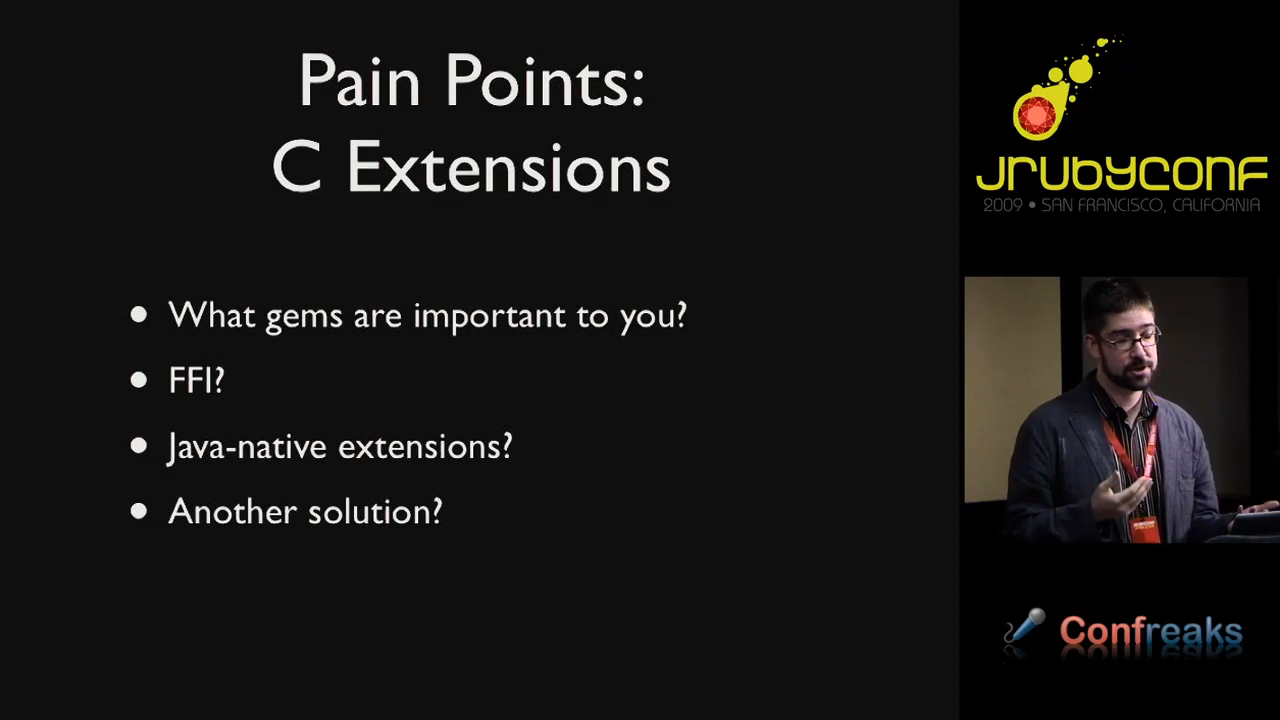 Pain Points:
C Extensions
• What gems are important to you?
• FFI?
• Java-native extensions?
• Another solution?
JRubyConf
2009 • SAN FRANCISCO, CALIFORNIA
JRUBYCONF
Confreaks